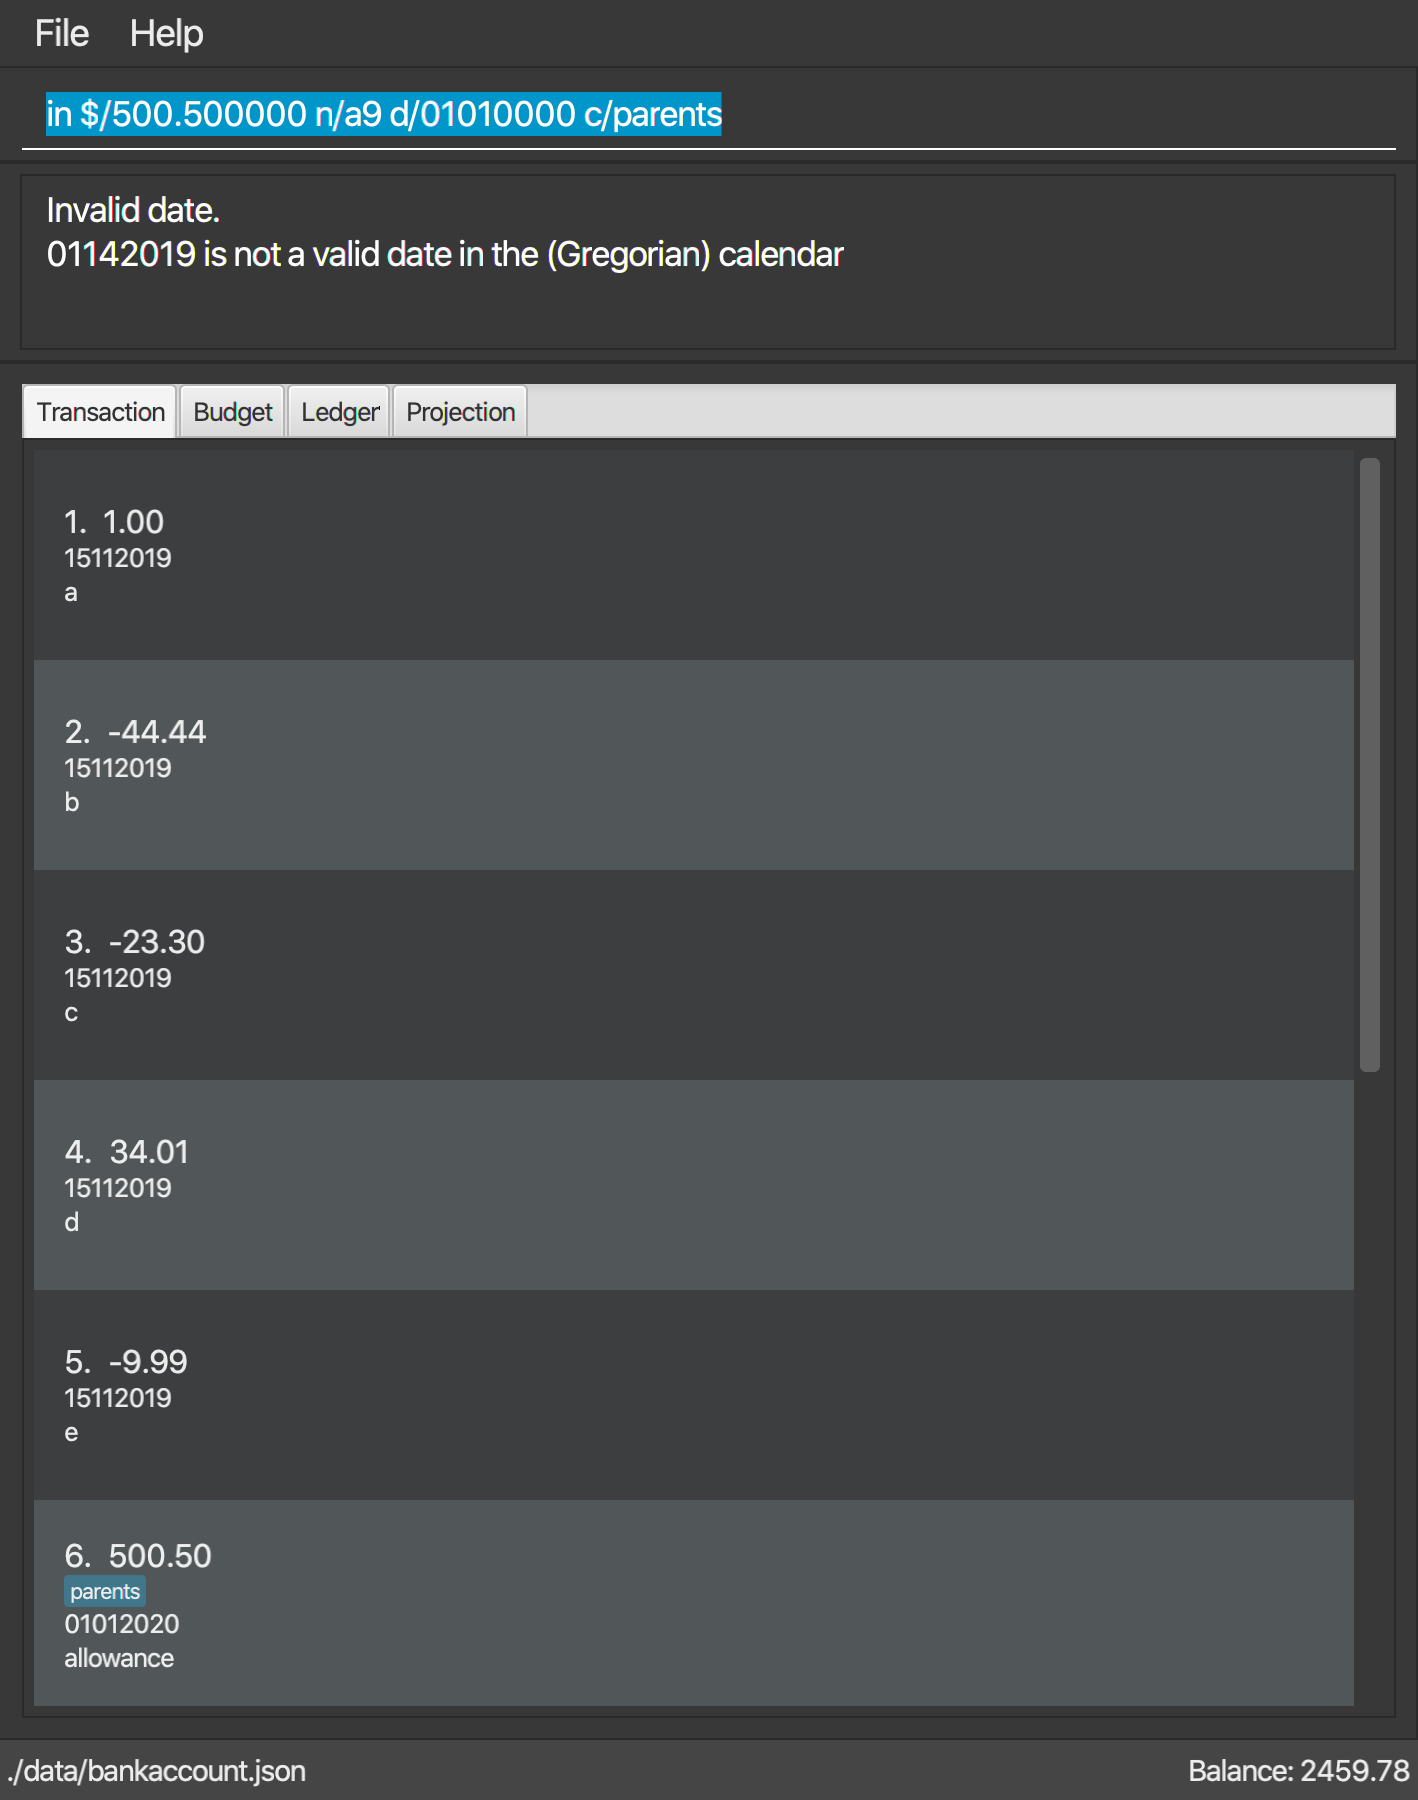 File Help
in $/500.500000 n/a9 d/01010000 c/parents
Invalid date.
01142019 is not a valid date in the (Gregorian) calendar
Transaction Budget Ledger Projection
1. 1.00
15112019
a
2. -44.44
15112019
b
3. -23.30
15112019
c
4. 34.01
15112019
d
5. -9.99
15112019
e
6. 500.50
parents
01012020
allowance
./data/bankaccount.json Balance: 2459.78